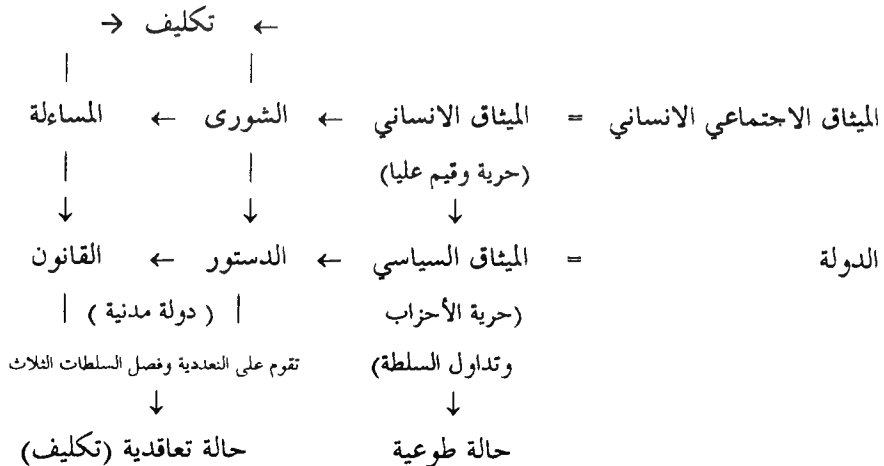 ← تكليف →
الميثاق الاجتماعي الانساني = الميثاق الانساني ← الشورى ← المساءلة
(حرية وقيم عليا)
الدولة = الميثاق السياسي ← الدستور ← القانون
(حرية الأحزاب | ( دولة مدنية ) |
وتداول السلطة) تقوم على التعددية وفصل السلطات الثلاث
حالة طوعية حالة تعاقدية (تكليف)